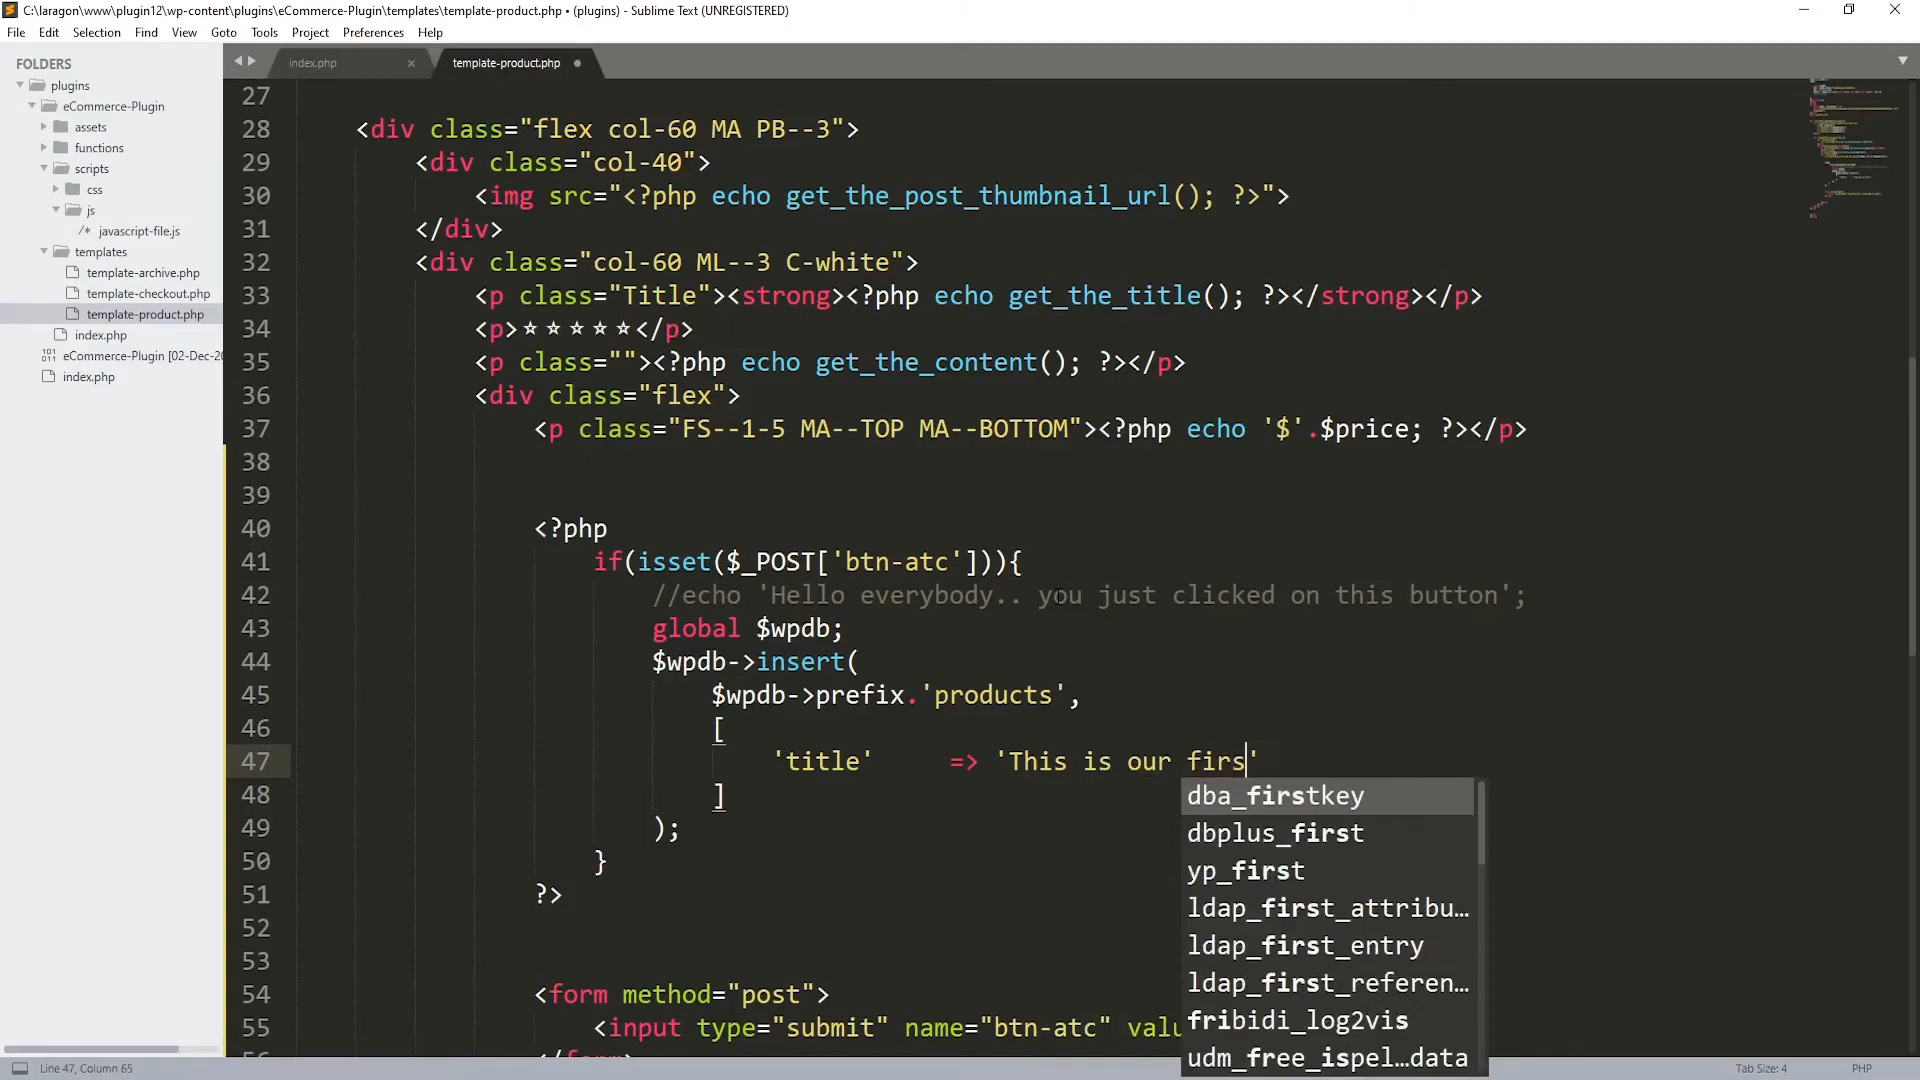 C:\laragon\www\plugin12\wp-content\plugins\eCommerce-Plugin\templates\template-product.php • (plugins) - Sublime Text (UNREGISTERED)
File Edit Selection Find View Goto Tools Project Preferences Help
FOLDERS
plugins
eCommerce-Plugin
assets
functions
scripts
css
js
/* javascript-file.js
templates
template-archive.php
template-checkout.php
template-product.php
index.php
eCommerce-Plugin [02-Dec-20
index.php
index.php × template-product.php •
27
28 <div class="flex col-60 MA PB--3">
29 <div class="col-40">
30 <img src="<?php echo get_the_post_thumbnail_url(); ?>">
31 </div>
32 <div class="col-60 ML--3 C-white">
33 <p class="Title"><strong><?php echo get_the_title(); ?></strong></p>
34 <p>☆☆☆☆☆</p>
35 <p class=""><?php echo get_the_content(); ?></p>
36 <div class="flex">
37 <p class="FS--1-5 MA--TOP MA--BOTTOM"><?php echo '$'.$price; ?></p>
38
39
40 <?php
41 if(isset($_POST['btn-atc'])){
42 //echo 'Hello everybody.. you just clicked on this button';
43 global $wpdb;
44 $wpdb->insert(
45 $wpdb->prefix.'products',
46 [
47 'title' => 'This is our firs'
48 ]
49 );
50 }
51 ?>
52
53
54 <form method="post">
55 <input type="submit" name="btn-atc" valu
dba_firstkey
dbplus_first
yp_first
ldap_first_attribu…
ldap_first_entry
ldap_first_referen…
fribidi_log2vis
udm_free_ispel…data
Line 47, Column 65
Tab Size: 4
PHP